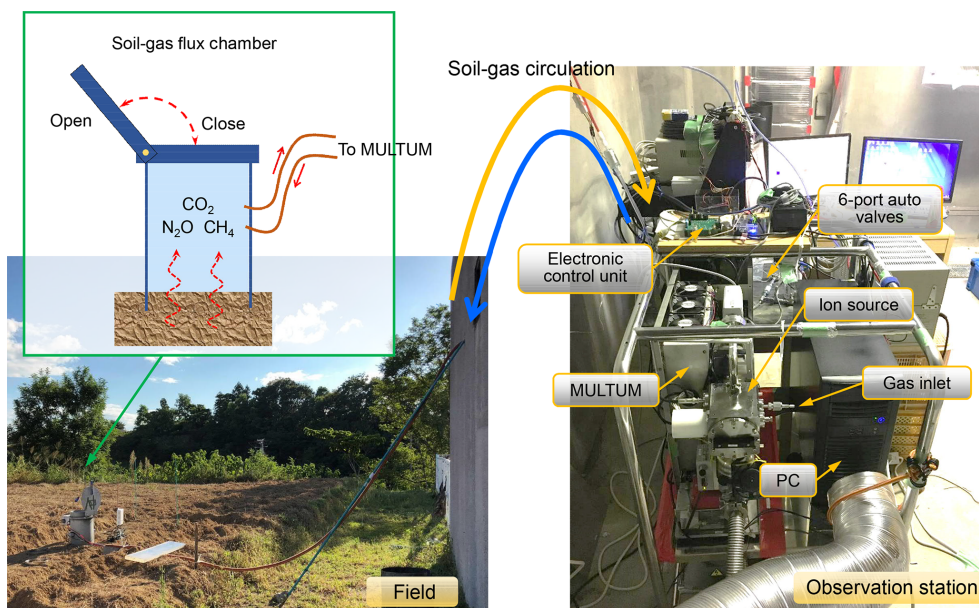 Soil-gas flux chamber
Open
Close
To MULTUM
CO₂
N₂O CH₄
Soil-gas circulation
6-port auto
valves
Electronic
control unit
Ion source
MULTUM
Gas inlet
PC
Field
Observation station